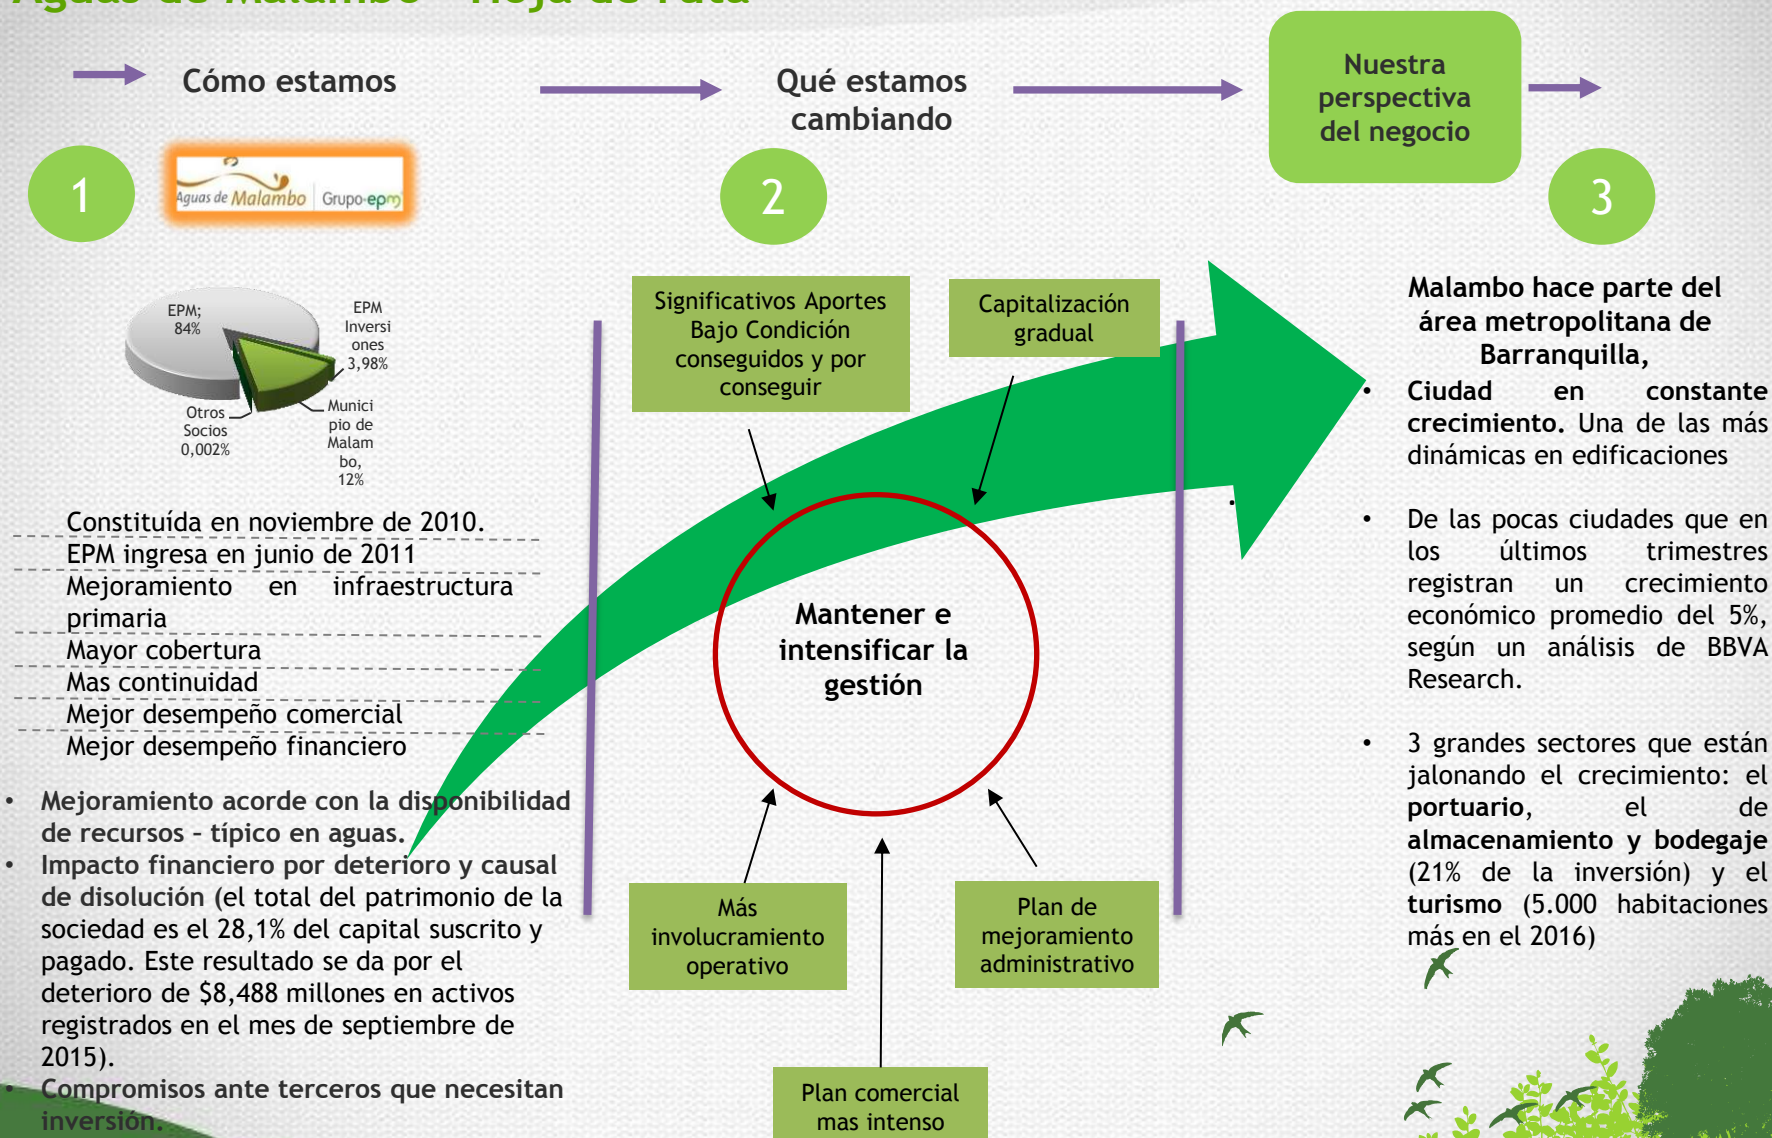 Aguas de Malambo - Hoja de ruta
Cómo estamos
Qué estamos
cambiando
Nuestra
perspectiva
del negocio
1
Aguas de Malambo Grupo·epm
2
3
EPM;
84%
EPM
Inversi
ones
3,98%
Otros
Socios
0,002%
Munici
pio de
Malam
bo,
12%
Constituída en noviembre de 2010.
EPM ingresa en junio de 2011
Mejoramiento en infraestructura
primaria
Mayor cobertura
Mas continuidad
Mejor desempeño comercial
Mejor desempeño financiero
• Mejoramiento acorde con la disponibilidad
de recursos – típico en aguas.
• Impacto financiero por deterioro y causal
de disolución (el total del patrimonio de la
sociedad es el 28,1% del capital suscrito y
pagado. Este resultado se da por el
deterioro de $8,488 millones en activos
registrados en el mes de septiembre de
2015).
• Compromisos ante terceros que necesitan
inversión.
Significativos Aportes
Bajo Condición
conseguidos y por
conseguir
Capitalización
gradual
Mantener e
intensificar la
gestión
Más
involucramiento
operativo
Plan de
mejoramiento
administrativo
Plan comercial
mas intenso
Malambo hace parte del
área metropolitana de
Barranquilla,
• Ciudad en constante
crecimiento. Una de las más
dinámicas en edificaciones
•
• De las pocas ciudades que en
los últimos trimestres
registran un crecimiento
económico promedio del 5%,
según un análisis de BBVA
Research.
• 3 grandes sectores que están
jalonando el crecimiento: el
portuario, el de
almacenamiento y bodegaje
(21% de la inversión) y el
turismo (5.000 habitaciones
más en el 2016)